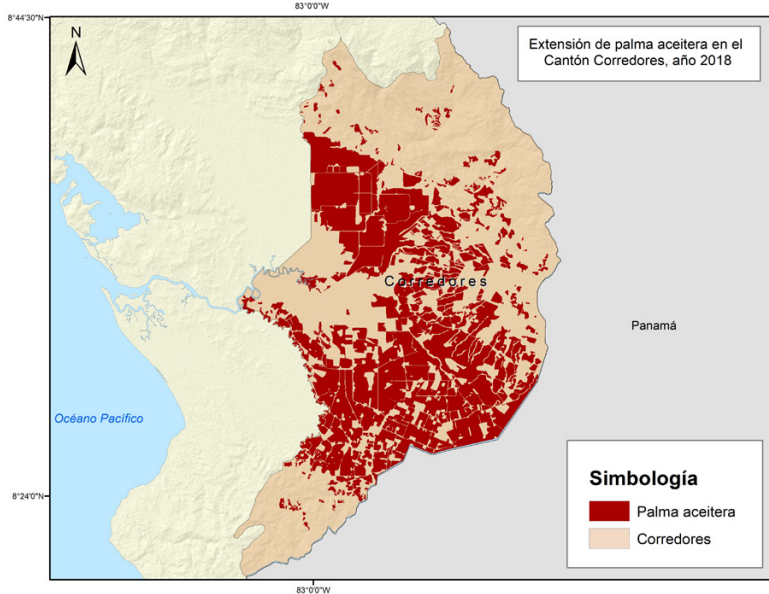 83°0'0"W
8°44'30"N
N
Extensión de palma aceitera en el
Cantón Corredores, año 2018
Corredores
Panamá
Océano Pacífico
Simbología
Palma aceitera
Corredores
8°24'0"N
83°0'0"W